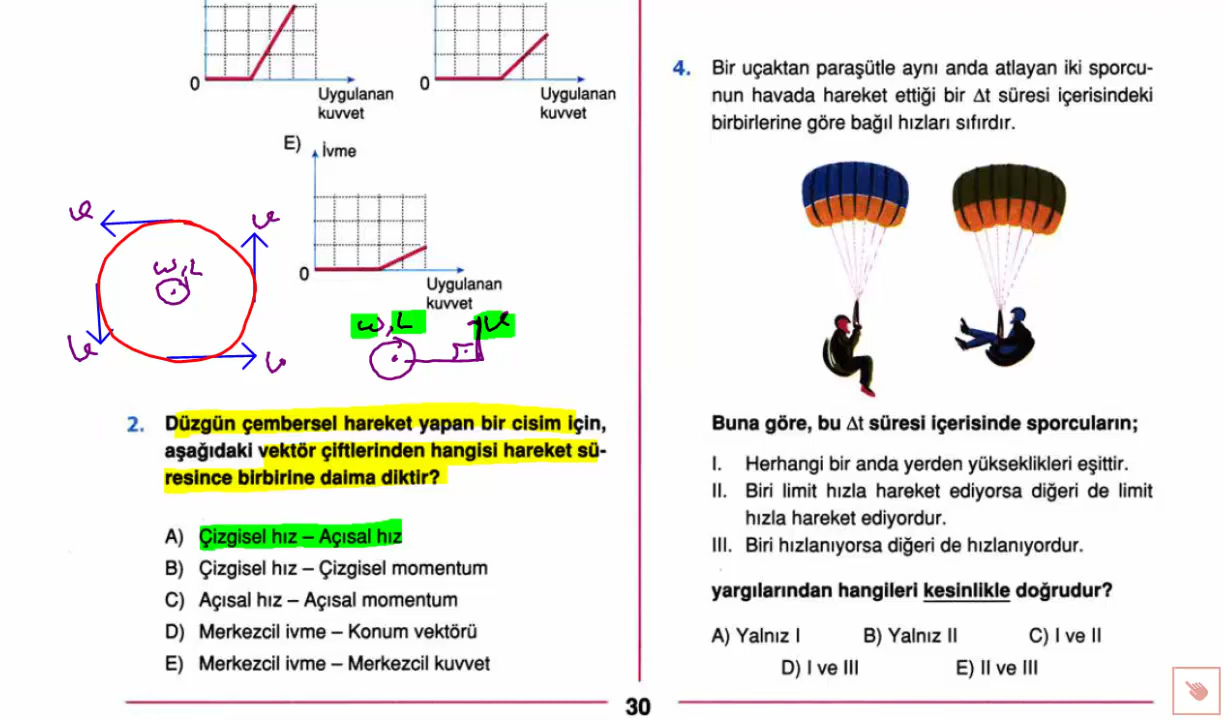 0
Uygulanan
kuvvet
0
Uygulanan
kuvvet
E)
İvme
0
Uygulanan
kuvvet
ϑ
ϑ
ϑ
ϑ
w, L
w, L
ϑ
2. Düzgün çembersel hareket yapan bir cisim için,
aşağıdaki vektör çiftlerinden hangisi hareket sü-
resince birbirine daima diktir?
A) Çizgisel hız – Açısal hız
B) Çizgisel hız – Çizgisel momentum
C) Açısal hız – Açısal momentum
D) Merkezcil ivme – Konum vektörü
E) Merkezcil ivme – Merkezcil kuvvet
4. Bir uçaktan paraşütle aynı anda atlayan iki sporcu-
nun havada hareket ettiği bir Δt süresi içerisindeki
birbirlerine göre bağıl hızları sıfırdır.
Buna göre, bu Δt süresi içerisinde sporcuların;
I. Herhangi bir anda yerden yükseklikleri eşittir.
II. Biri limit hızla hareket ediyorsa diğeri de limit
hızla hareket ediyordur.
III. Biri hızlanıyorsa diğeri de hızlanıyordur.
yargılarından hangileri kesinlikle doğrudur?
A) Yalnız I B) Yalnız II C) I ve II
D) I ve III E) II ve III
30